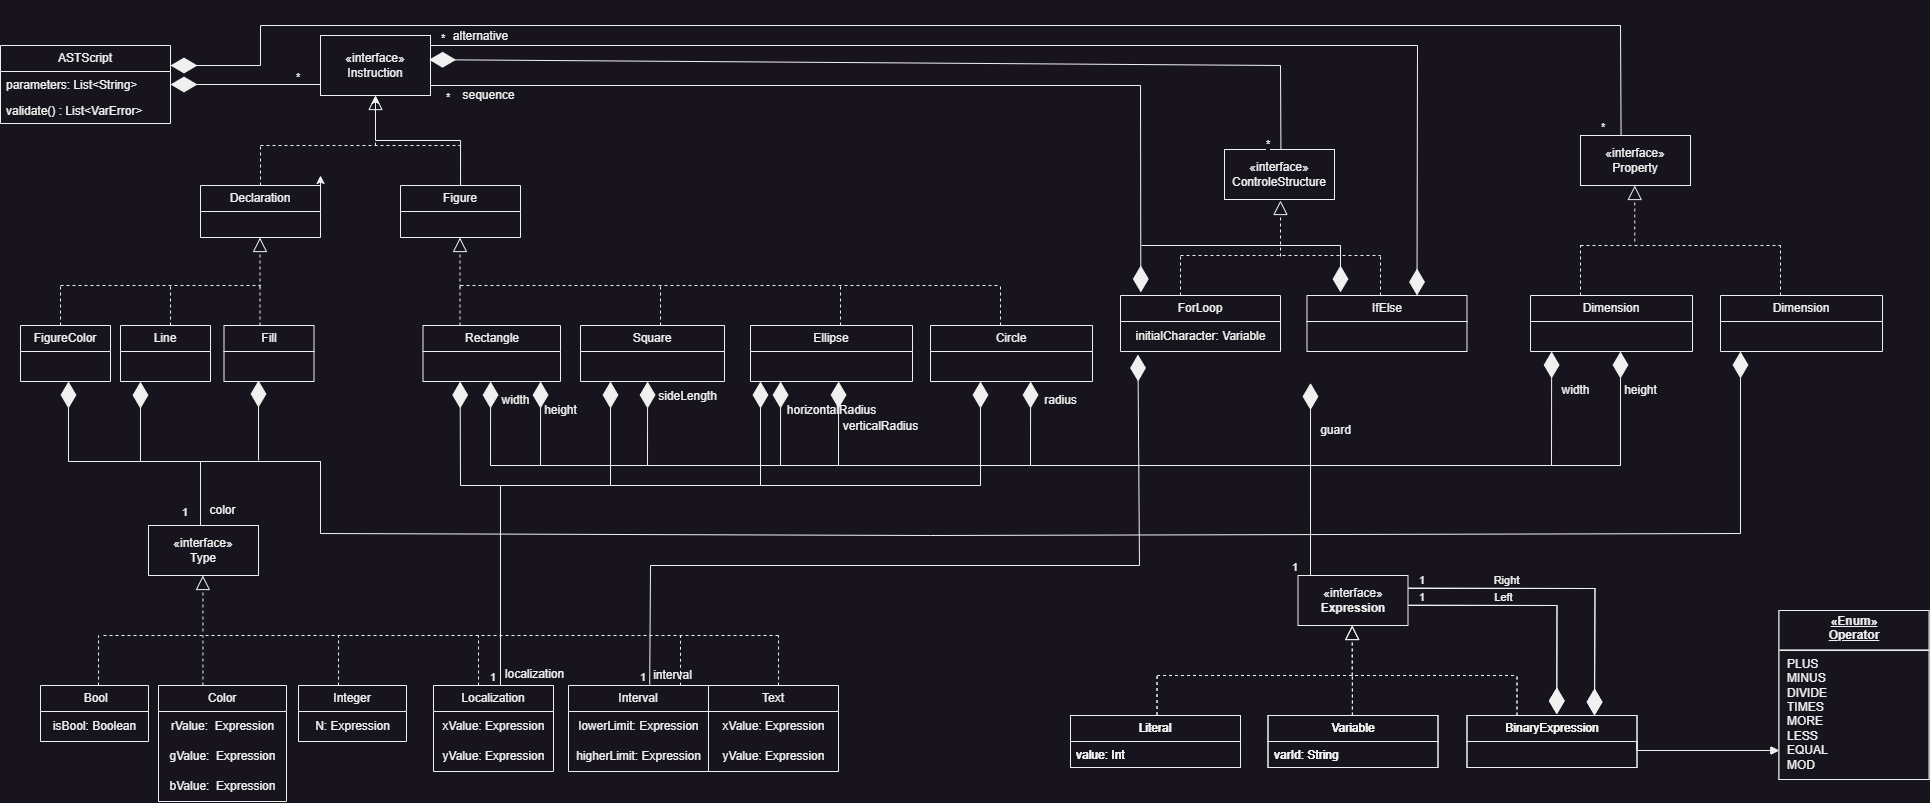 * alternative
ASTScript
«interface»
Instruction
*
parameters: List<String>
validate() : List<VarError>
* sequence
*
*
«interface»
ControleStructure
«interface»
Property
Declaration
Figure
ForLoop
initialCharacter: Variable
IfElse
Dimension
Dimension
FigureColor
Line
Fill
Rectangle
Square
Ellipse
Circle
width
height
sideLength
horizontalRadius
verticalRadius
radius
width
height
guard
1
color
«interface»
Type
1
«interface»
Expression
1
Right
1
Left
«Enum»
Operator
PLUS
MINUS
DIVIDE
TIMES
MORE
LESS
EQUAL
MOD
1
localization
1
interval
Bool
isBool: Boolean
Color
rValue: Expression
gValue: Expression
bValue: Expression
Integer
N: Expression
Localization
xValue: Expression
yValue: Expression
Interval
lowerLimit: Expression
higherLimit: Expression
Text
xValue: Expression
yValue: Expression
Literal
value: Int
Variable
varId: String
BinaryExpression